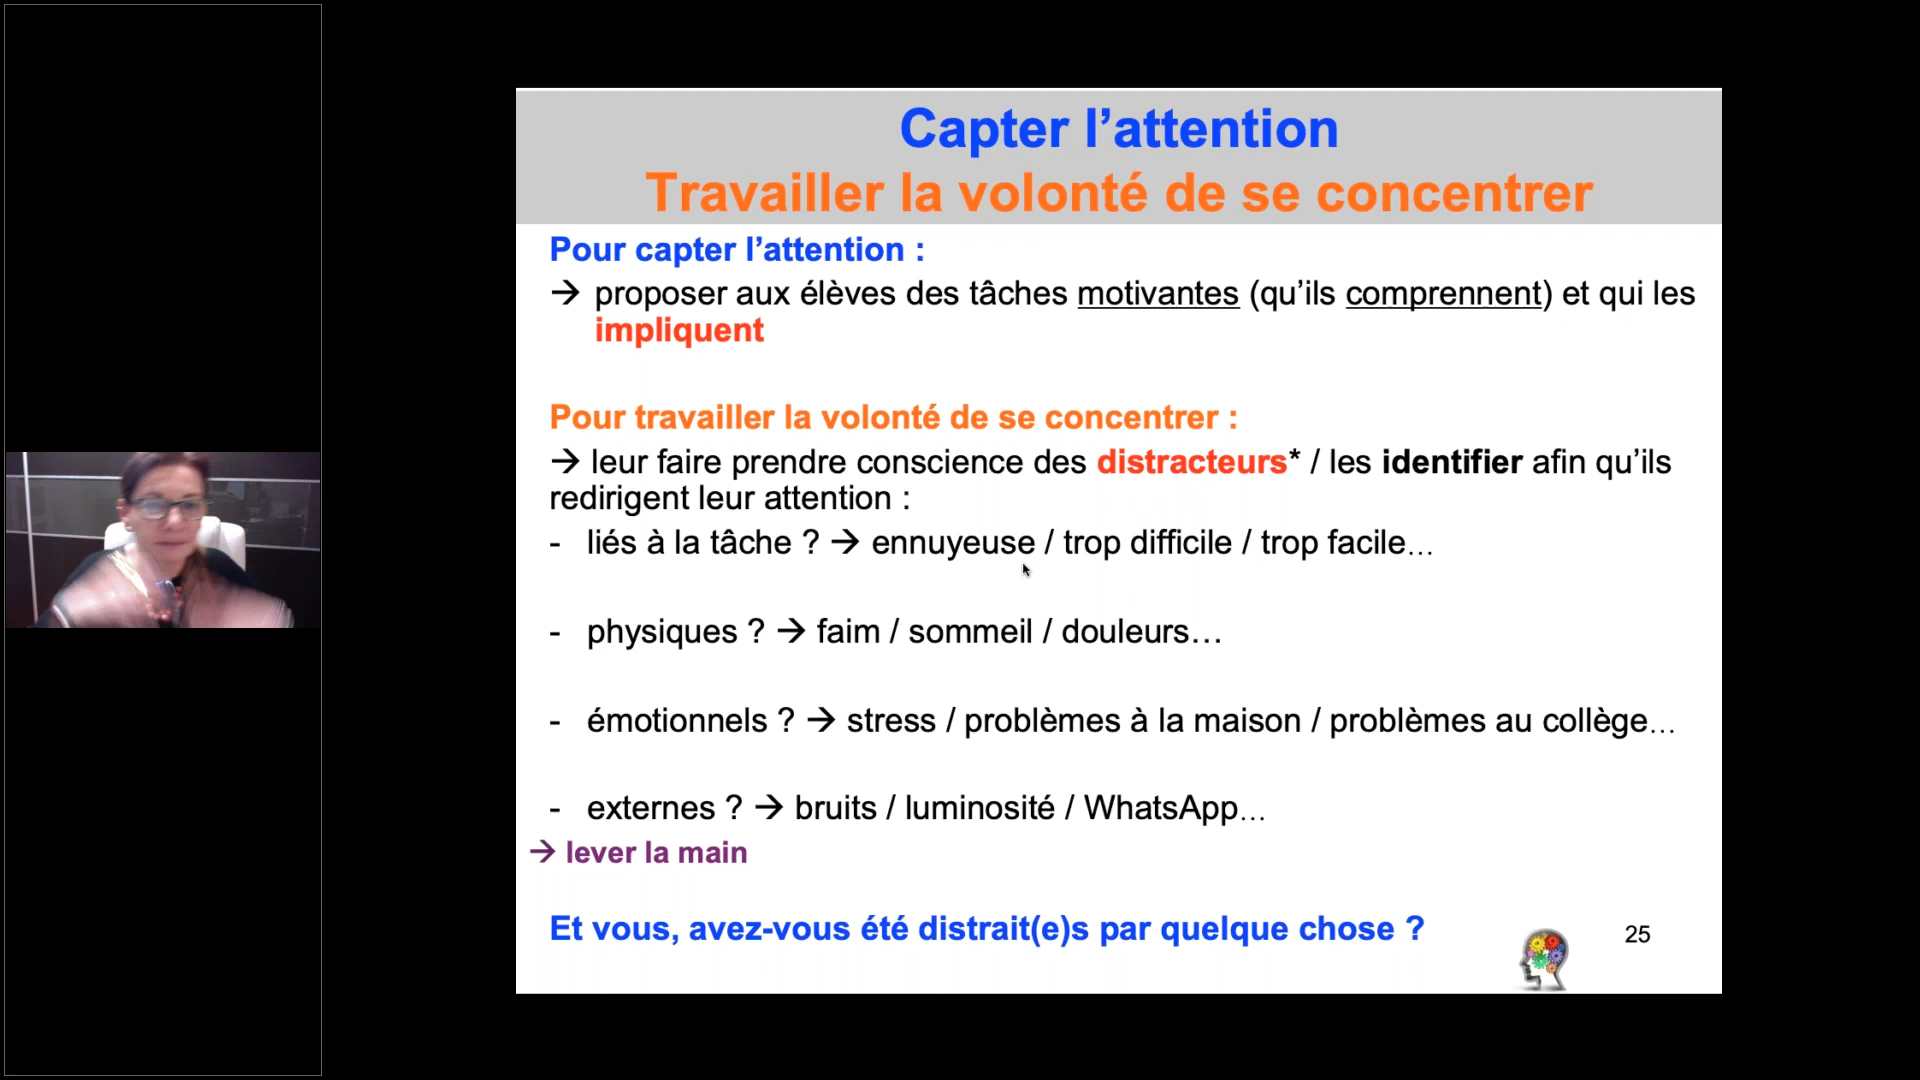 Capter l’attention
Travailler la volonté de se concentrer
Pour capter l’attention :
→ proposer aux élèves des tâches motivantes (qu’ils comprennent) et qui les
impliquent
Pour travailler la volonté de se concentrer :
→ leur faire prendre conscience des distracteurs* / les identifier afin qu’ils
redirigent leur attention :
- liés à la tâche ? → ennuyeuse / trop difficile / trop facile…
- physiques ? → faim / sommeil / douleurs…
- émotionnels ? → stress / problèmes à la maison / problèmes au collège…
- externes ? → bruits / luminosité / WhatsApp…
→ lever la main
Et vous, avez-vous été distrait(e)s par quelque chose ?
25